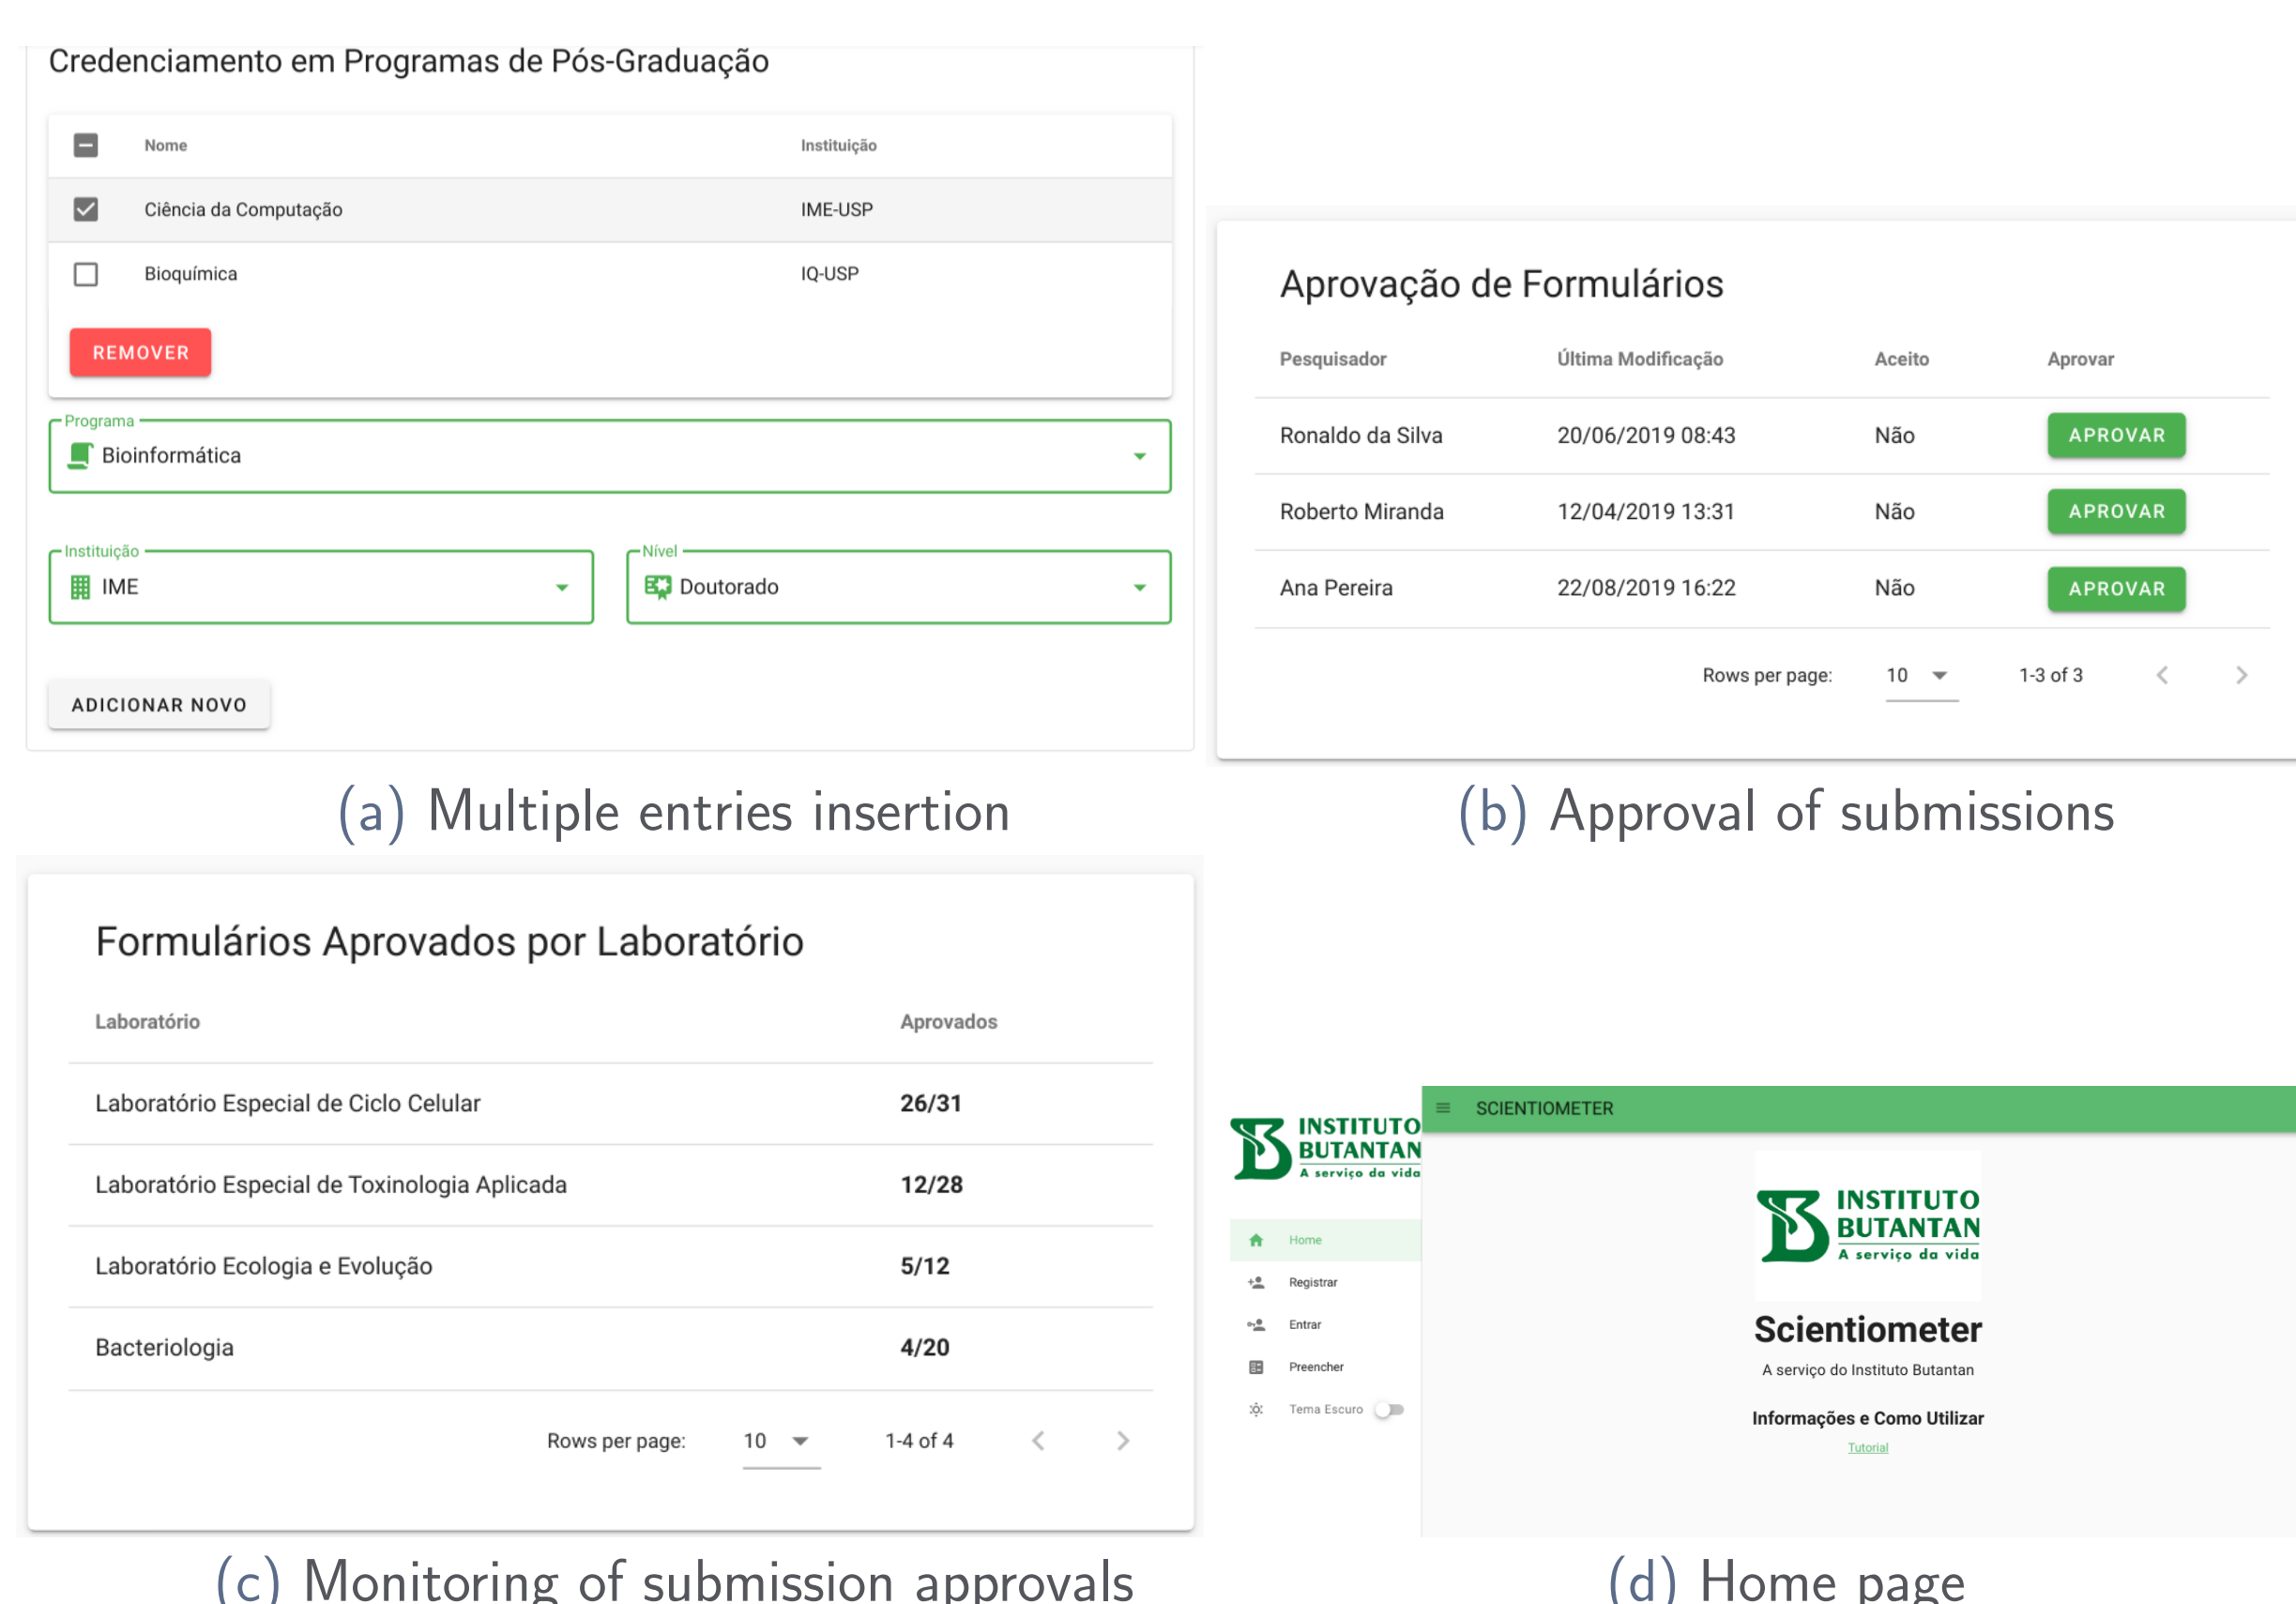 Credenciamento em Programas de Pós-Graduação
Nome Instituição
Ciência da Computação IME-USP
Bioquímica IQ-USP
REMOVER
Programa
Bioinformática
Instituição Nível
IME Doutorado
ADICIONAR NOVO
(a) Multiple entries insertion
Aprovação de Formulários
Pesquisador Última Modificação Aceito Aprovar
Ronaldo da Silva 20/06/2019 08:43 Não APROVAR
Roberto Miranda 12/04/2019 13:31 Não APROVAR
Ana Pereira 22/08/2019 16:22 Não APROVAR
Rows per page: 10 1-3 of 3
(b) Approval of submissions
Formulários Aprovados por Laboratório
Laboratório Aprovados
Laboratório Especial de Ciclo Celular 26/31
Laboratório Especial de Toxinologia Aplicada 12/28
Laboratório Ecologia e Evolução 5/12
Bacteriologia 4/20
Rows per page: 10 1-4 of 4
(c) Monitoring of submission approvals
INSTITUTO
BUTANTAN
A serviço da vida
Home
Registrar
Entrar
Preencher
Tema Escuro
SCIENTIOMETER
INSTITUTO
BUTANTAN
A serviço da vida
Scientiometer
A serviço do Instituto Butantan
Informações e Como Utilizar
Tutorial
(d) Home page